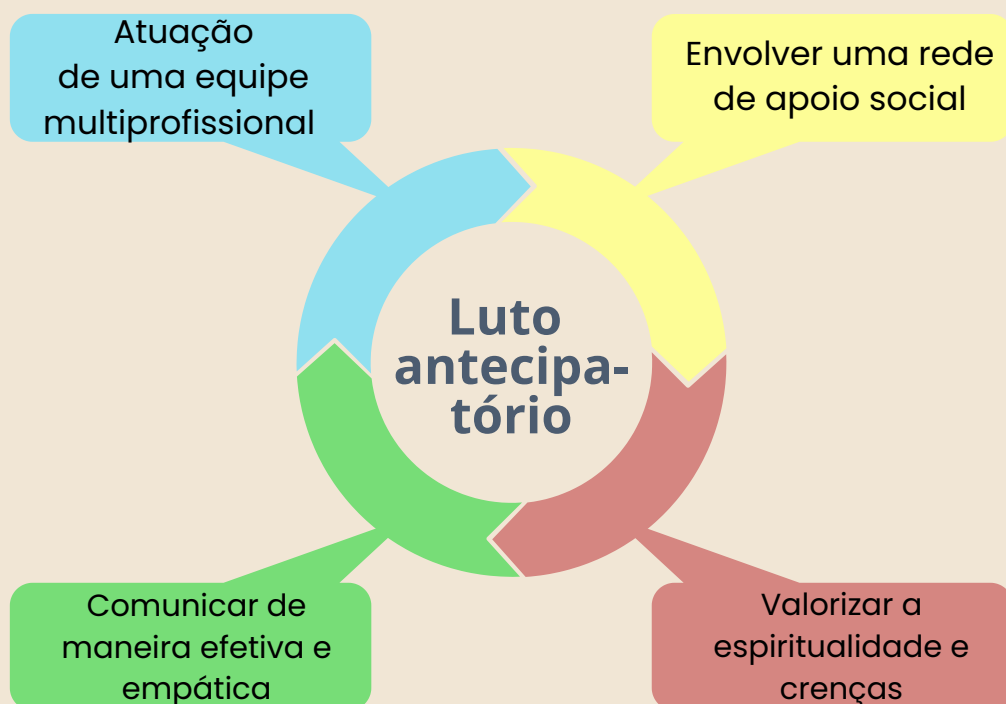 Atuação
de uma equipe
multiprofissional
Envolver uma rede
de apoio social
Luto
antecipa-
tório
Comunicar de
maneira efetiva e
empática
Valorizar a
espiritualidade e
crenças